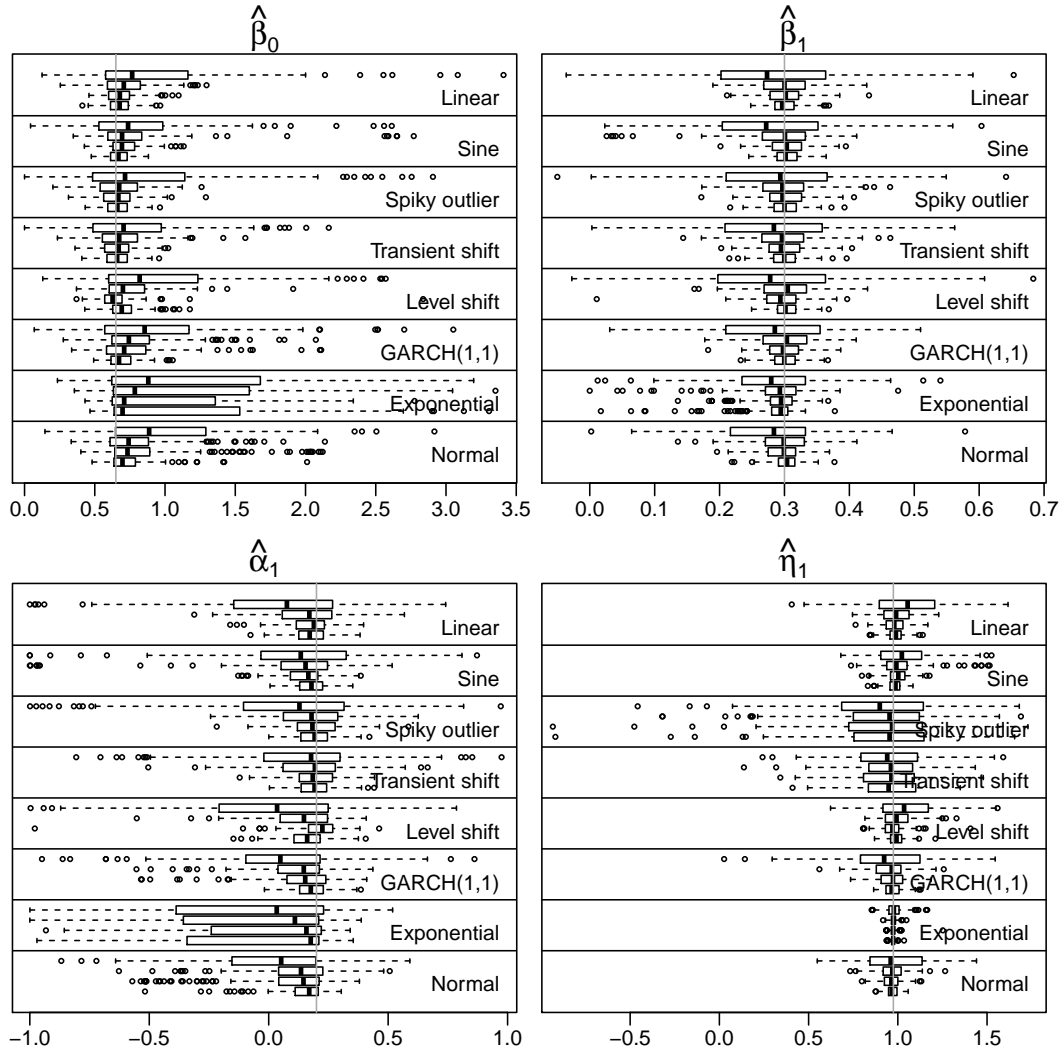 β̂₀
Linear
Sine
Spiky outlier
Transient shift
Level shift
GARCH(1,1)
Exponential
Normal
0.0 0.5 1.0 1.5 2.0 2.5 3.0 3.5
β̂₁
Linear
Sine
Spiky outlier
Transient shift
Level shift
GARCH(1,1)
Exponential
Normal
0.0 0.1 0.2 0.3 0.4 0.5 0.6 0.7
α̂₁
Linear
Sine
Spiky outlier
Transient shift
Level shift
GARCH(1,1)
Exponential
Normal
−1.0 −0.5 0.0 0.5 1.0
η̂₁
Linear
Sine
Spiky outlier
Transient shift
Level shift
GARCH(1,1)
Exponential
Normal
−0.5 0.0 0.5 1.0 1.5